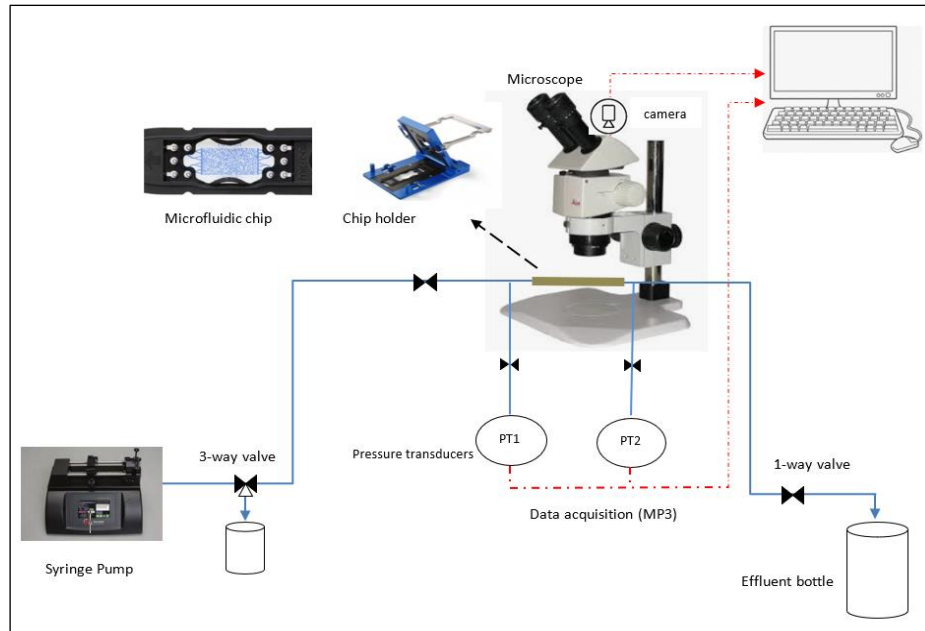 Microscope
camera
Microfluidic chip
Chip holder
3-way valve
Pressure transducers
PT1
PT2
1-way valve
Data acquisition (MP3)
Syringe Pump
Effluent bottle